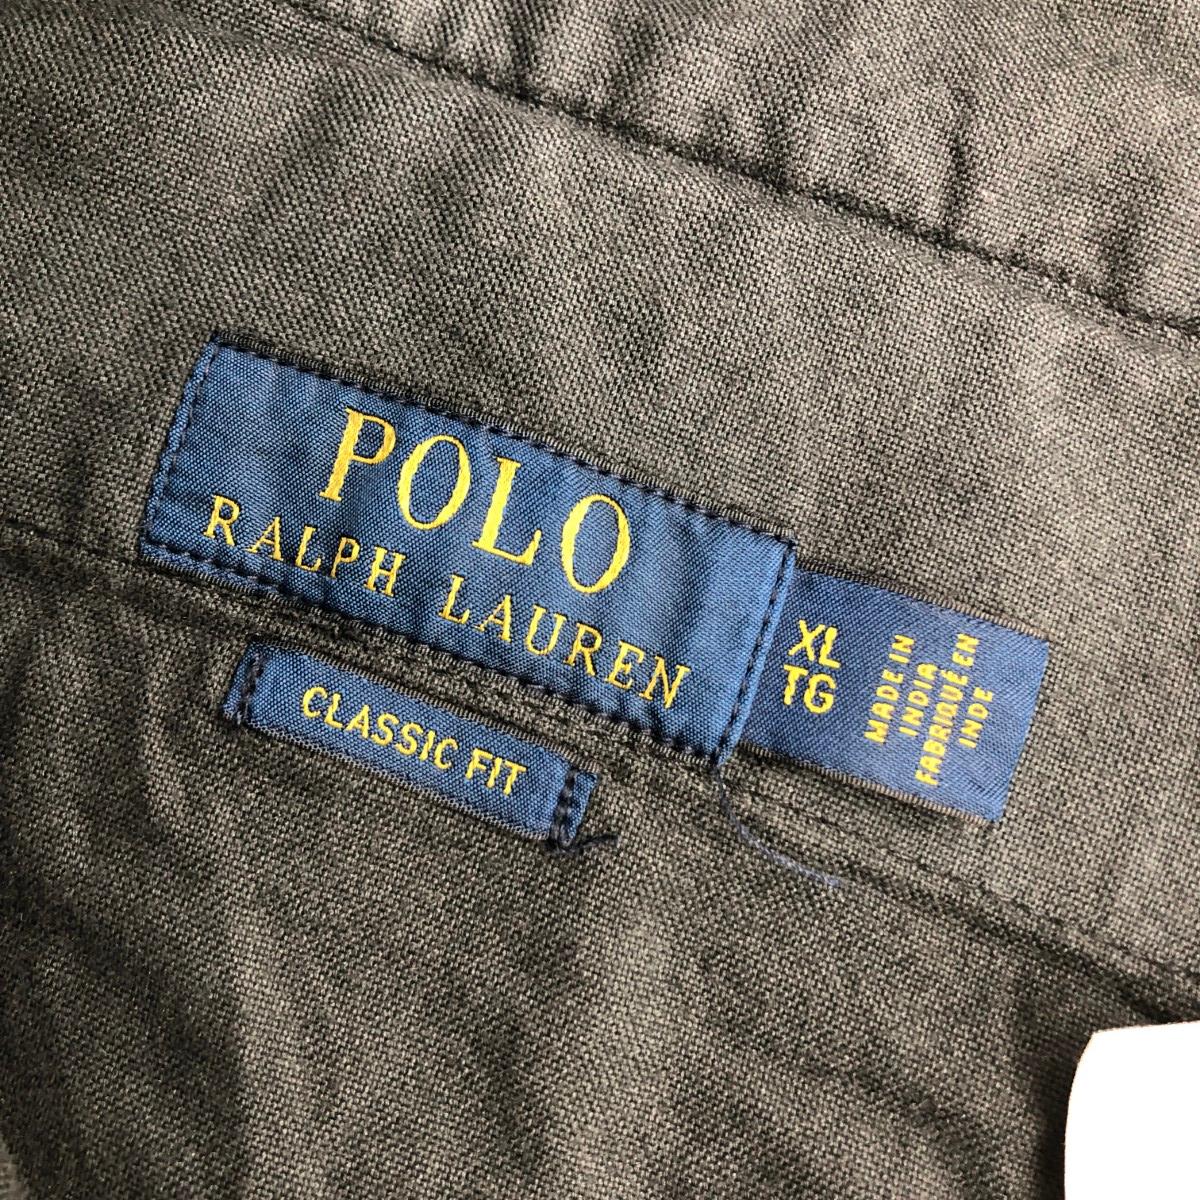 POLO
RALPH LAUREN
XL
TG
MADE IN
INDIA
FABRIQUÉ EN
INDE
CLASSIC FIT